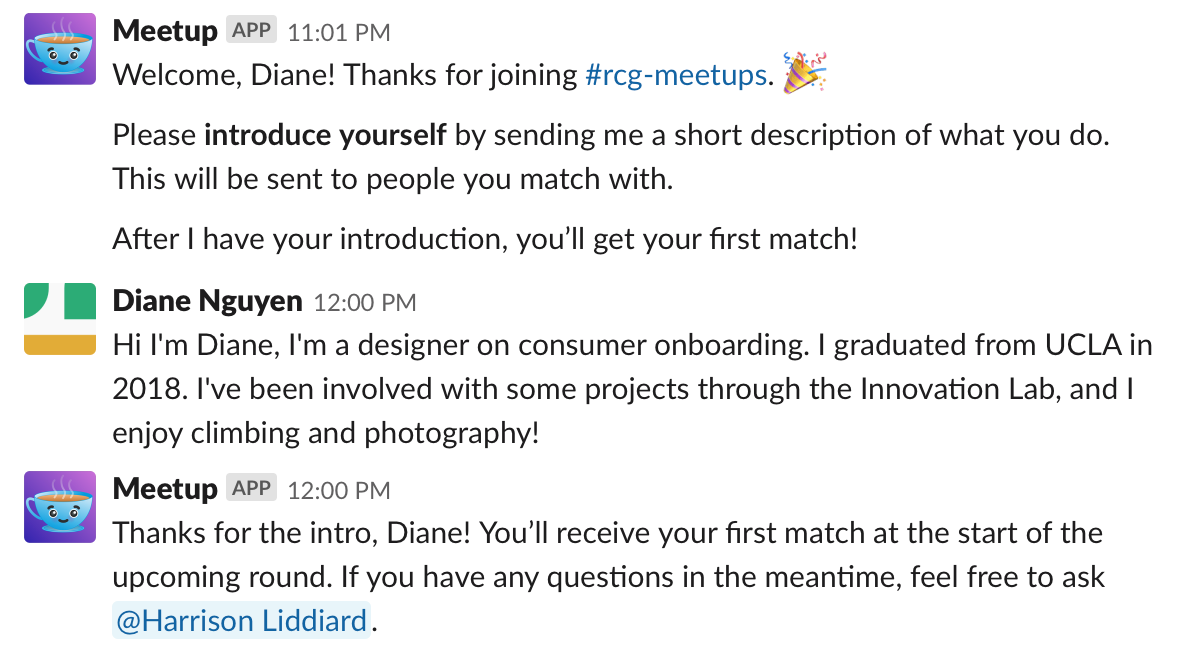 Meetup APP 11:01 PM
Welcome, Diane! Thanks for joining #rcg-meetups. 🎉
Please introduce yourself by sending me a short description of what you do.
This will be sent to people you match with.
After I have your introduction, you’ll get your first match!
Diane Nguyen 12:00 PM
Hi I'm Diane, I'm a designer on consumer onboarding. I graduated from UCLA in
2018. I've been involved with some projects through the Innovation Lab, and I
enjoy climbing and photography!
Meetup APP 12:00 PM
Thanks for the intro, Diane! You’ll receive your first match at the start of the
upcoming round. If you have any questions in the meantime, feel free to ask
@Harrison Liddiard.